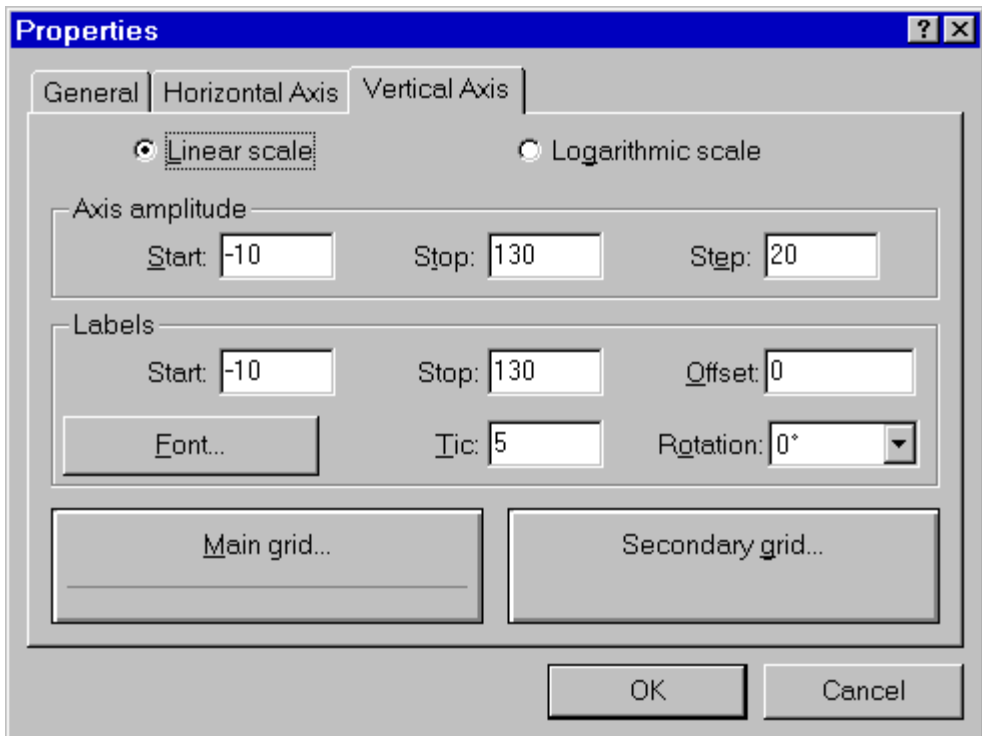 Properties
General Horizontal Axis Vertical Axis
Linear scale Logarithmic scale
Axis amplitude
Start: -10 Stop: 130 Step: 20
Labels
Start: -10 Stop: 130 Offset: 0
Font... Tic: 5 Rotation: 0°
Main grid... Secondary grid...
OK Cancel